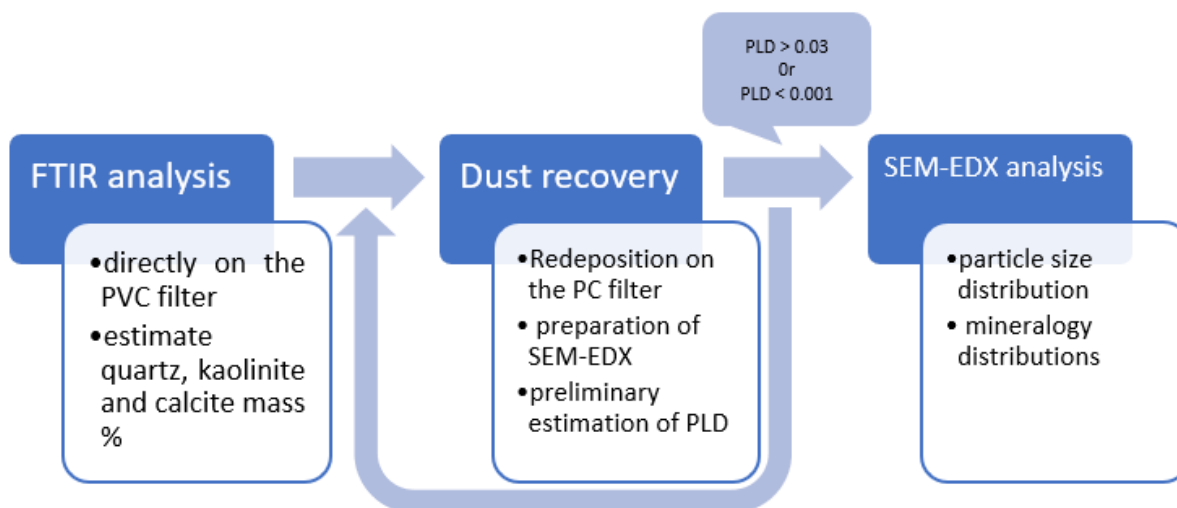 PLD > 0.03
0r
PLD < 0.001
FTIR analysis
•directly on the
PVC filter
•estimate
quartz, kaolinite
and calcite mass
%
Dust recovery
•Redeposition on
the PC filter
• preparation of
SEM-EDX
•preliminary
estimation of PLD
SEM-EDX analysis
•particle size
distribution
• mineralogy
distributions